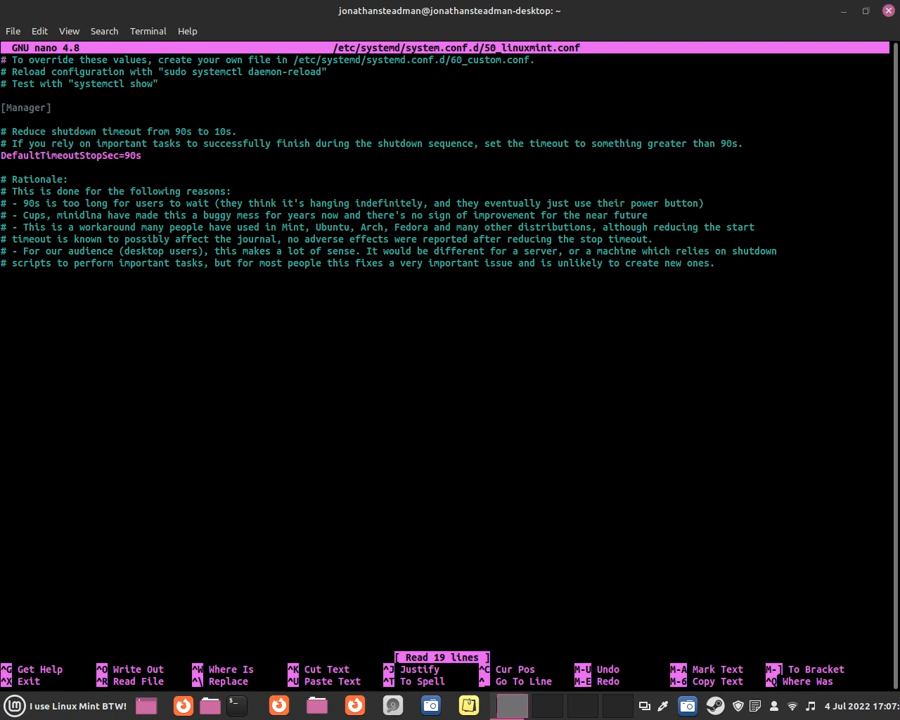 jonathansteadman@jonathansteadman-desktop: ~
File Edit View Search Terminal Help
GNU nano 4.8 /etc/systemd/system.conf.d/50_linuxmint.conf
# To override these values, create your own file in /etc/systemd/systemd.conf.d/60_custom.conf.
# Reload configuration with "sudo systemctl daemon-reload"
# Test with "systemctl show"
[Manager]
# Reduce shutdown timeout from 90s to 10s.
# If you rely on important tasks to successfully finish during the shutdown sequence, set the timeout to something greater than 90s.
DefaultTimeoutStopSec=90s
# Rationale:
# This is done for the following reasons:
# - 90s is too long for users to wait (they think it's hanging indefinitely, and they eventually just use their power button)
# - Cups, minidlna have made this a buggy mess for years now and there's no sign of improvement for the near future
# - This is a workaround many people have used in Mint, Ubuntu, Arch, Fedora and many other distributions, although reducing the start
# timeout is known to possibly affect the journal, no adverse effects were reported after reducing the stop timeout.
# - For our audience (desktop users), this makes a lot of sense. It would be different for a server, or a machine which relies on shutdown
# scripts to perform important tasks, but for most people this fixes a very important issue and is unlikely to create new ones.
[ Read 19 lines ]
^G Get Help ^O Write Out ^W Where Is ^K Cut Text ^J Justify ^C Cur Pos M-U Undo M-A Mark Text M-] To Bracket
^X Exit ^R Read File ^\ Replace ^U Paste Text ^T To Spell ^_ Go To Line M-E Redo M-6 Copy Text ^Q Where Was
I use Linux Mint BTW! 4 Jul 2022 17:07: